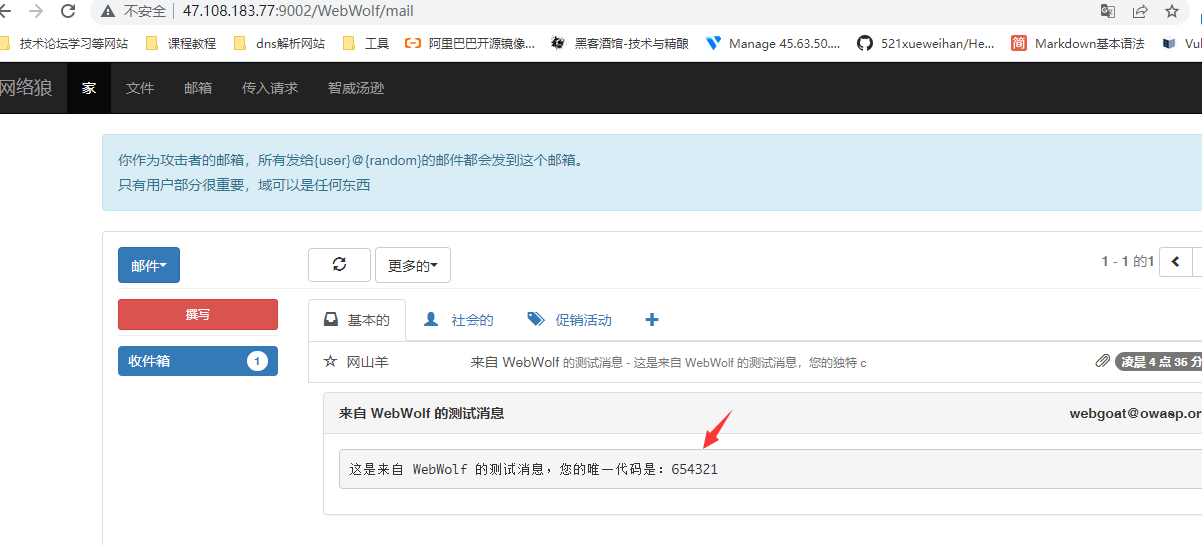 不安全 47.108.183.77:9002/WebWolf/mail
技术论坛学习等网站 课程教程 dns解析网站 工具 阿里巴巴开源镜像... 黑客酒馆-技术与精酿 Manage 45.63.50.... 521xueweihan/He... 简 Markdown基本语法 Vul
网络狼 家 文件 邮箱 传入请求 智威汤逊
你作为攻击者的邮箱，所有发给{user}@{random}的邮件都会发到这个邮箱。
只有用户部分很重要，域可以是任何东西
邮件 更多的 1 - 1 的1
撰写
收件箱 1
基本的 社会的 促销活动
网山羊 来自 WebWolf 的测试消息 - 这是来自 WebWolf 的测试消息，您的独特 c 凌晨 4 点 35 分
来自 WebWolf 的测试消息 webgoat@owasp.or
这是来自 WebWolf 的测试消息，您的唯一代码是：654321